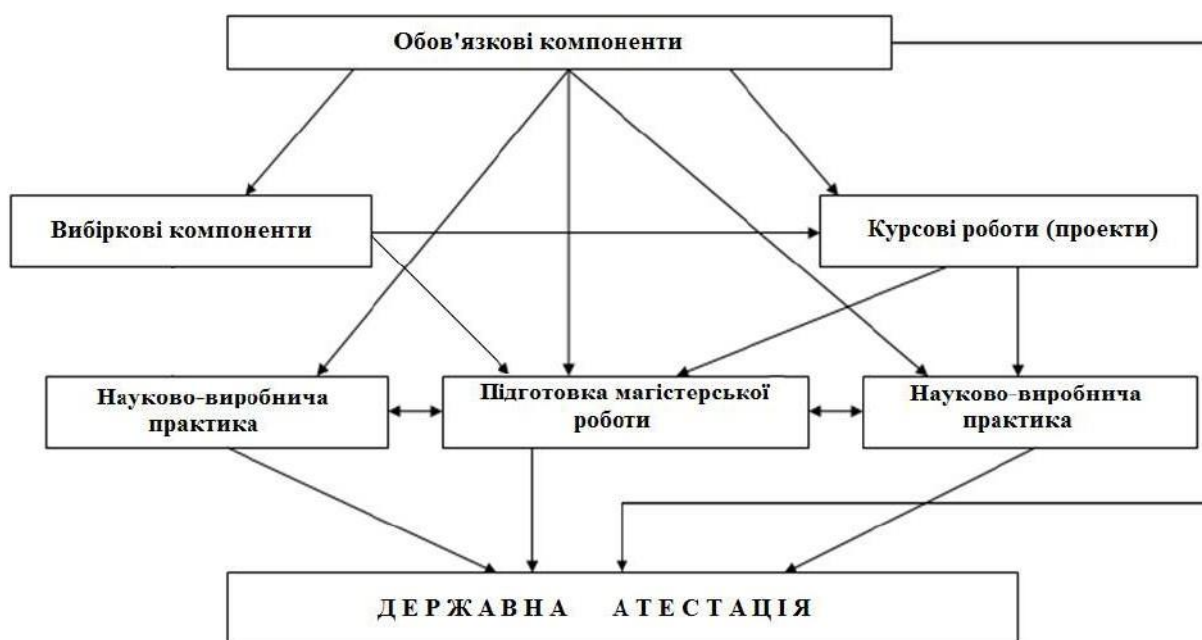 Обов'язкові компоненти
Вибіркові компоненти
Курсові роботи (проекти)
Науково-виробнича
практика
Підготовка магістерської
роботи
Науково-виробнича
практика
ДЕРЖАВНА АТЕСТАЦІЯ